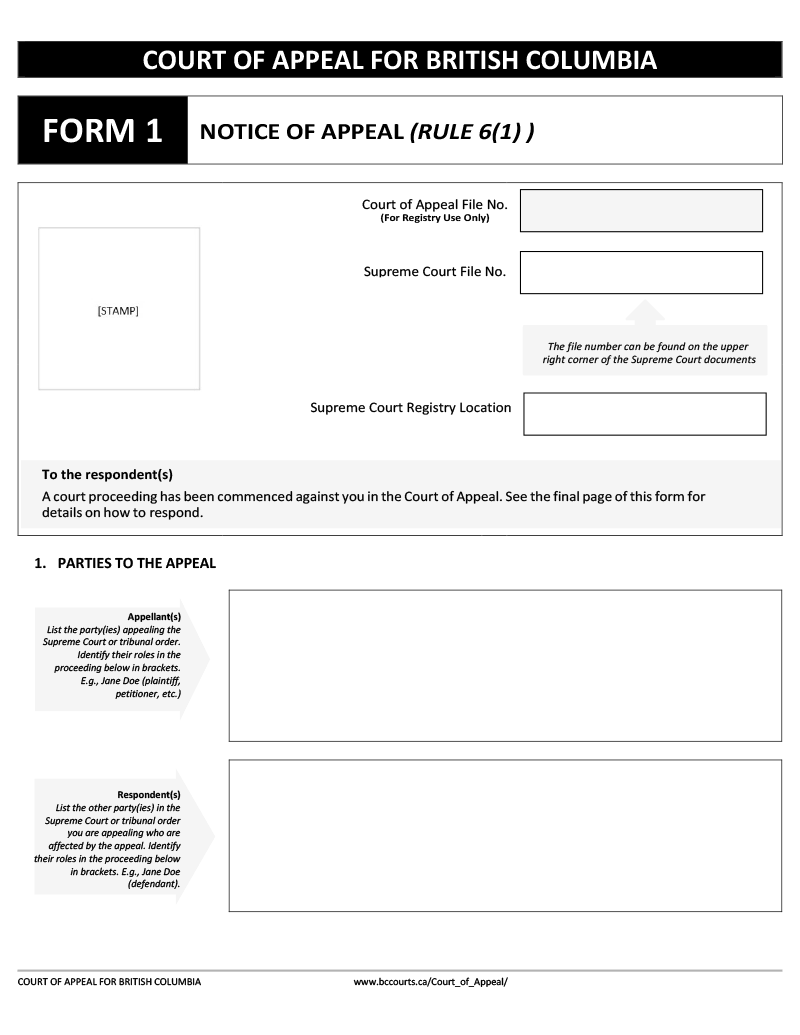 COURT OF APPEAL FOR BRITISH COLUMBIA
FORM 1
NOTICE OF APPEAL (RULE 6(1) )
Court of Appeal File No.
(For Registry Use Only)
Supreme Court File No.
[STAMP]
The file number can be found on the upper
right corner of the Supreme Court documents
Supreme Court Registry Location
To the respondent(s)
A court proceeding has been commenced against you in the Court of Appeal. See the final page of this form for
details on how to respond.
1. PARTIES TO THE APPEAL
Appellant(s)
List the party(ies) appealing the
Supreme Court or tribunal order.
Identify their roles in the
proceeding below in brackets.
E.g., Jane Doe (plaintiff,
petitioner, etc.)
Respondent(s)
List the other party(ies) in the
Supreme Court or tribunal order
you are appealing who are
affected by the appeal. Identify
their roles in the proceeding below
in brackets. E.g., Jane Doe
(defendant).
COURT OF APPEAL FOR BRITISH COLUMBIA
www.bccourts.ca/Court_of_Appeal/